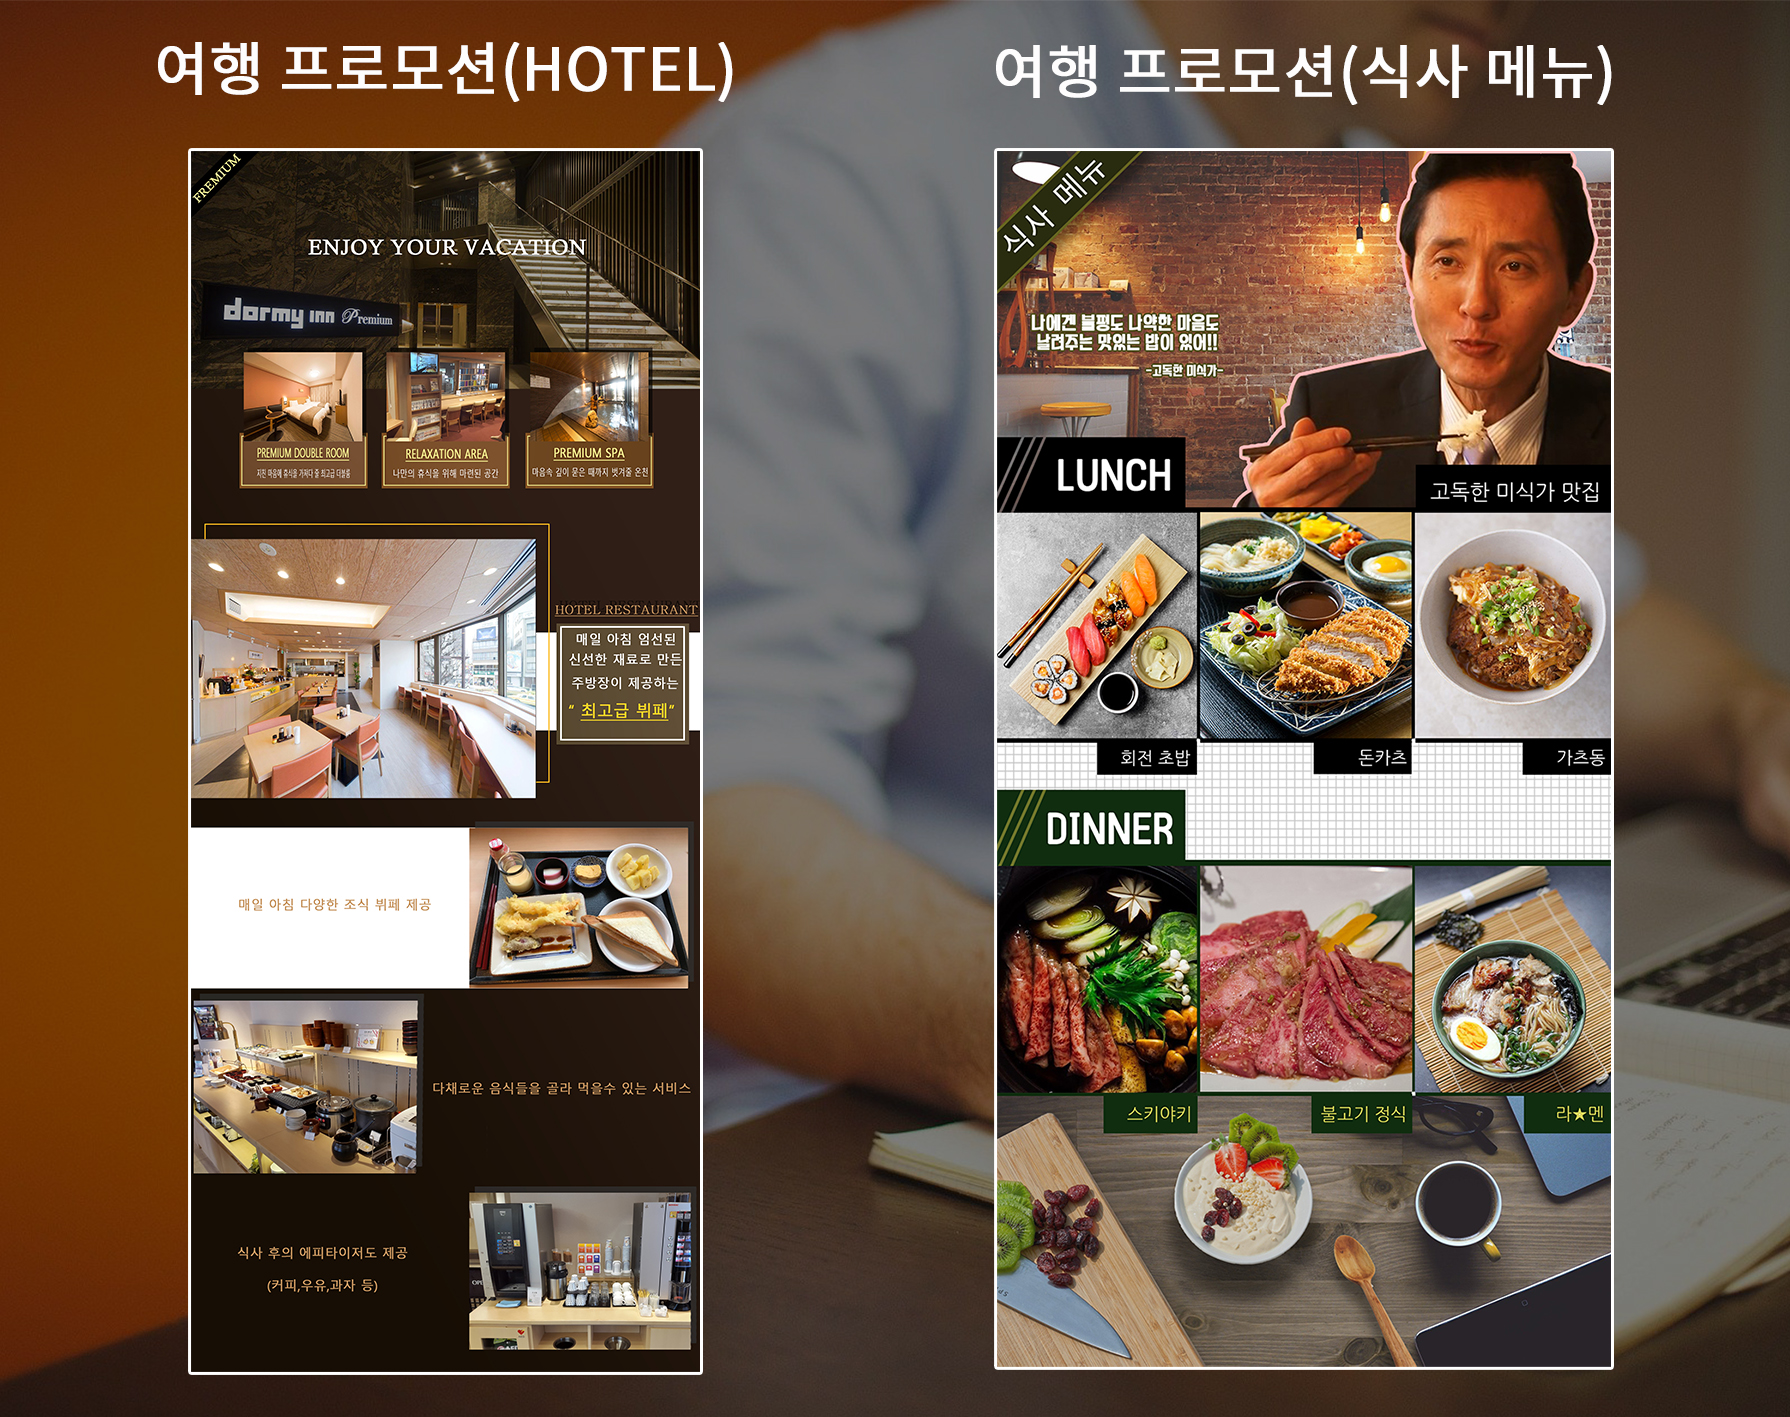 여행 프로모션(HOTEL)
PREMIUM
ENJOY YOUR VACATION
dormy inn Premium
PREMIUM DOUBLE ROOM
지친 마음에 휴식을 가져다 줄 최고급 더블룸
RELAXATION AREA
나만의 휴식을 위해 마련된 공간
PREMIUM SPA
마음속 깊이 묻은 때까지 벗겨줄 온천
HOTEL RESTAURANT
매일 아침 엄선된
신선한 재료로 만든
주방장이 제공하는
“ 최고급 뷔페”
매일 아침 다양한 조식 뷔페 제공
다채로운 음식들을 골라 먹을수 있는 서비스
식사 후의 에피타이저도 제공
(커피,우유,과자 등)
여행 프로모션(식사 메뉴)
식사 메뉴
나에겐 불평도 나약한 마음도
날려주는 맛있는 밥이 있어!!
-고독한 미식가-
LUNCH
고독한 미식가 맛집
회전 초밥
돈카츠
가츠동
DINNER
스키야키
불고기 정식
라★멘